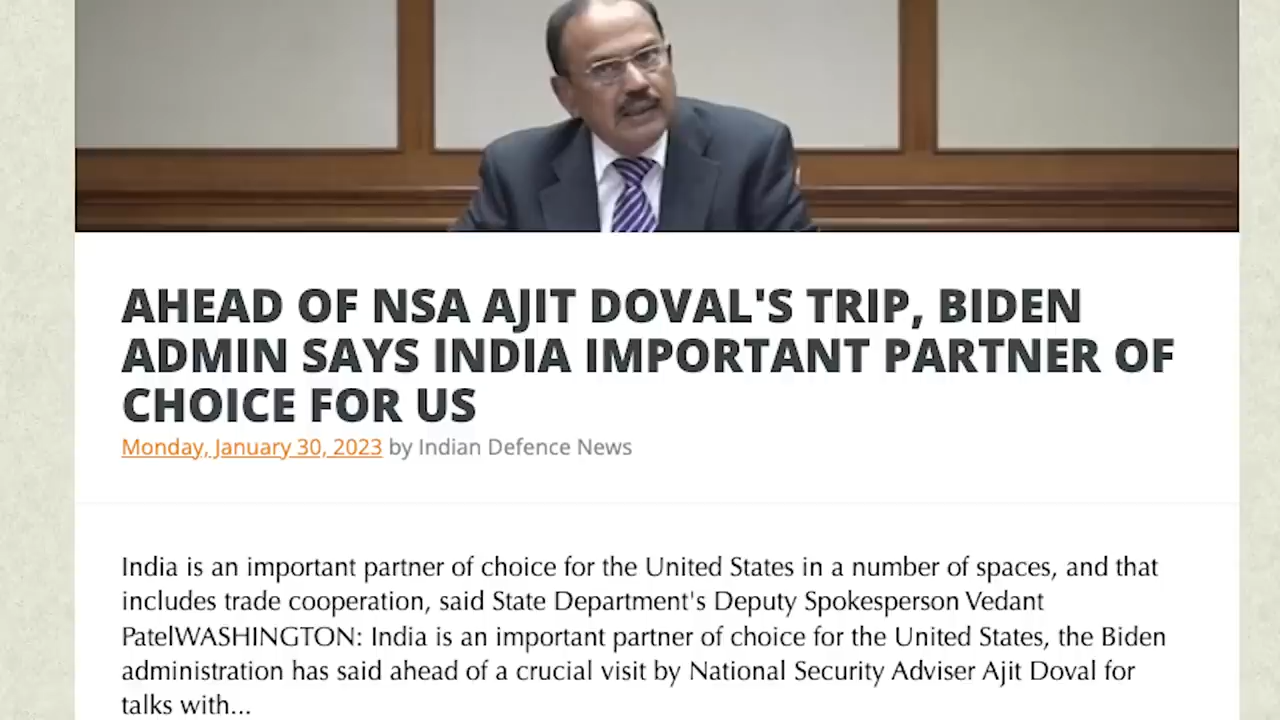 AHEAD OF NSA AJIT DOVAL'S TRIP, BIDEN
ADMIN SAYS INDIA IMPORTANT PARTNER OF
CHOICE FOR US
Monday, January 30, 2023 by Indian Defence News
India is an important partner of choice for the United States in a number of spaces, and that
includes trade cooperation, said State Department's Deputy Spokesperson Vedant
PatelWASHINGTON: India is an important partner of choice for the United States, the Biden
administration has said ahead of a crucial visit by National Security Adviser Ajit Doval for
talks with...